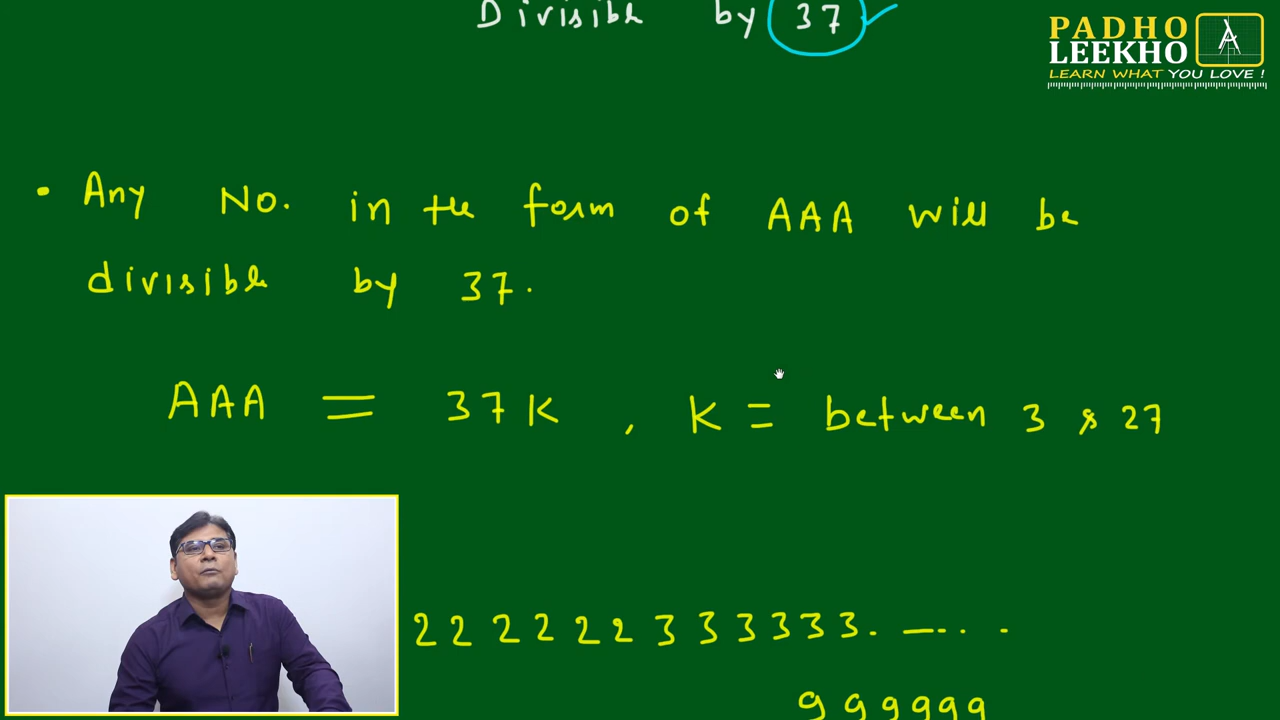 Divisible by 37
PADHO
LEEKHO
LEARN WHAT YOU LOVE !
• Any No. in the form of AAA will be
divisible by 37.
AAA = 37K , K = between 3 & 27
222222333333. —... .
999999